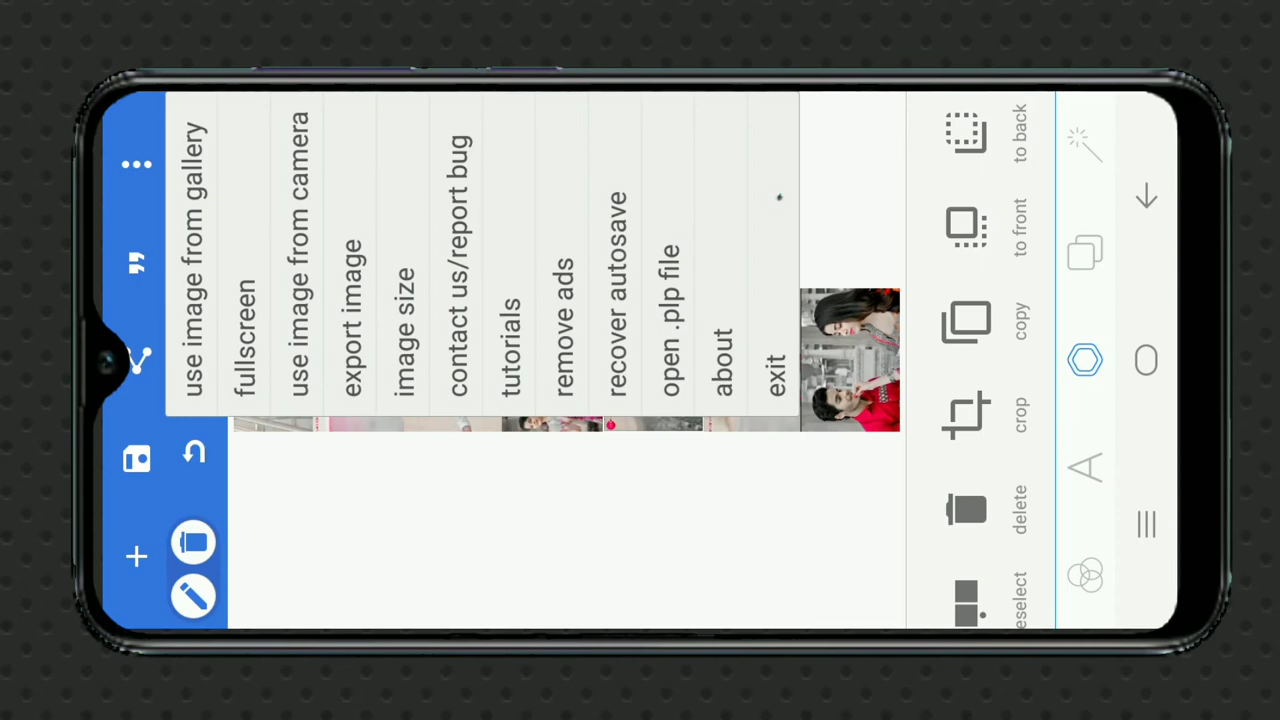 use image from gallery
fullscreen
use image from camera
export image
image size
contact us/report bug
tutorials
remove ads
recover autosave
open .plp file
about
exit
eselect
delete
crop
copy
to front
to back